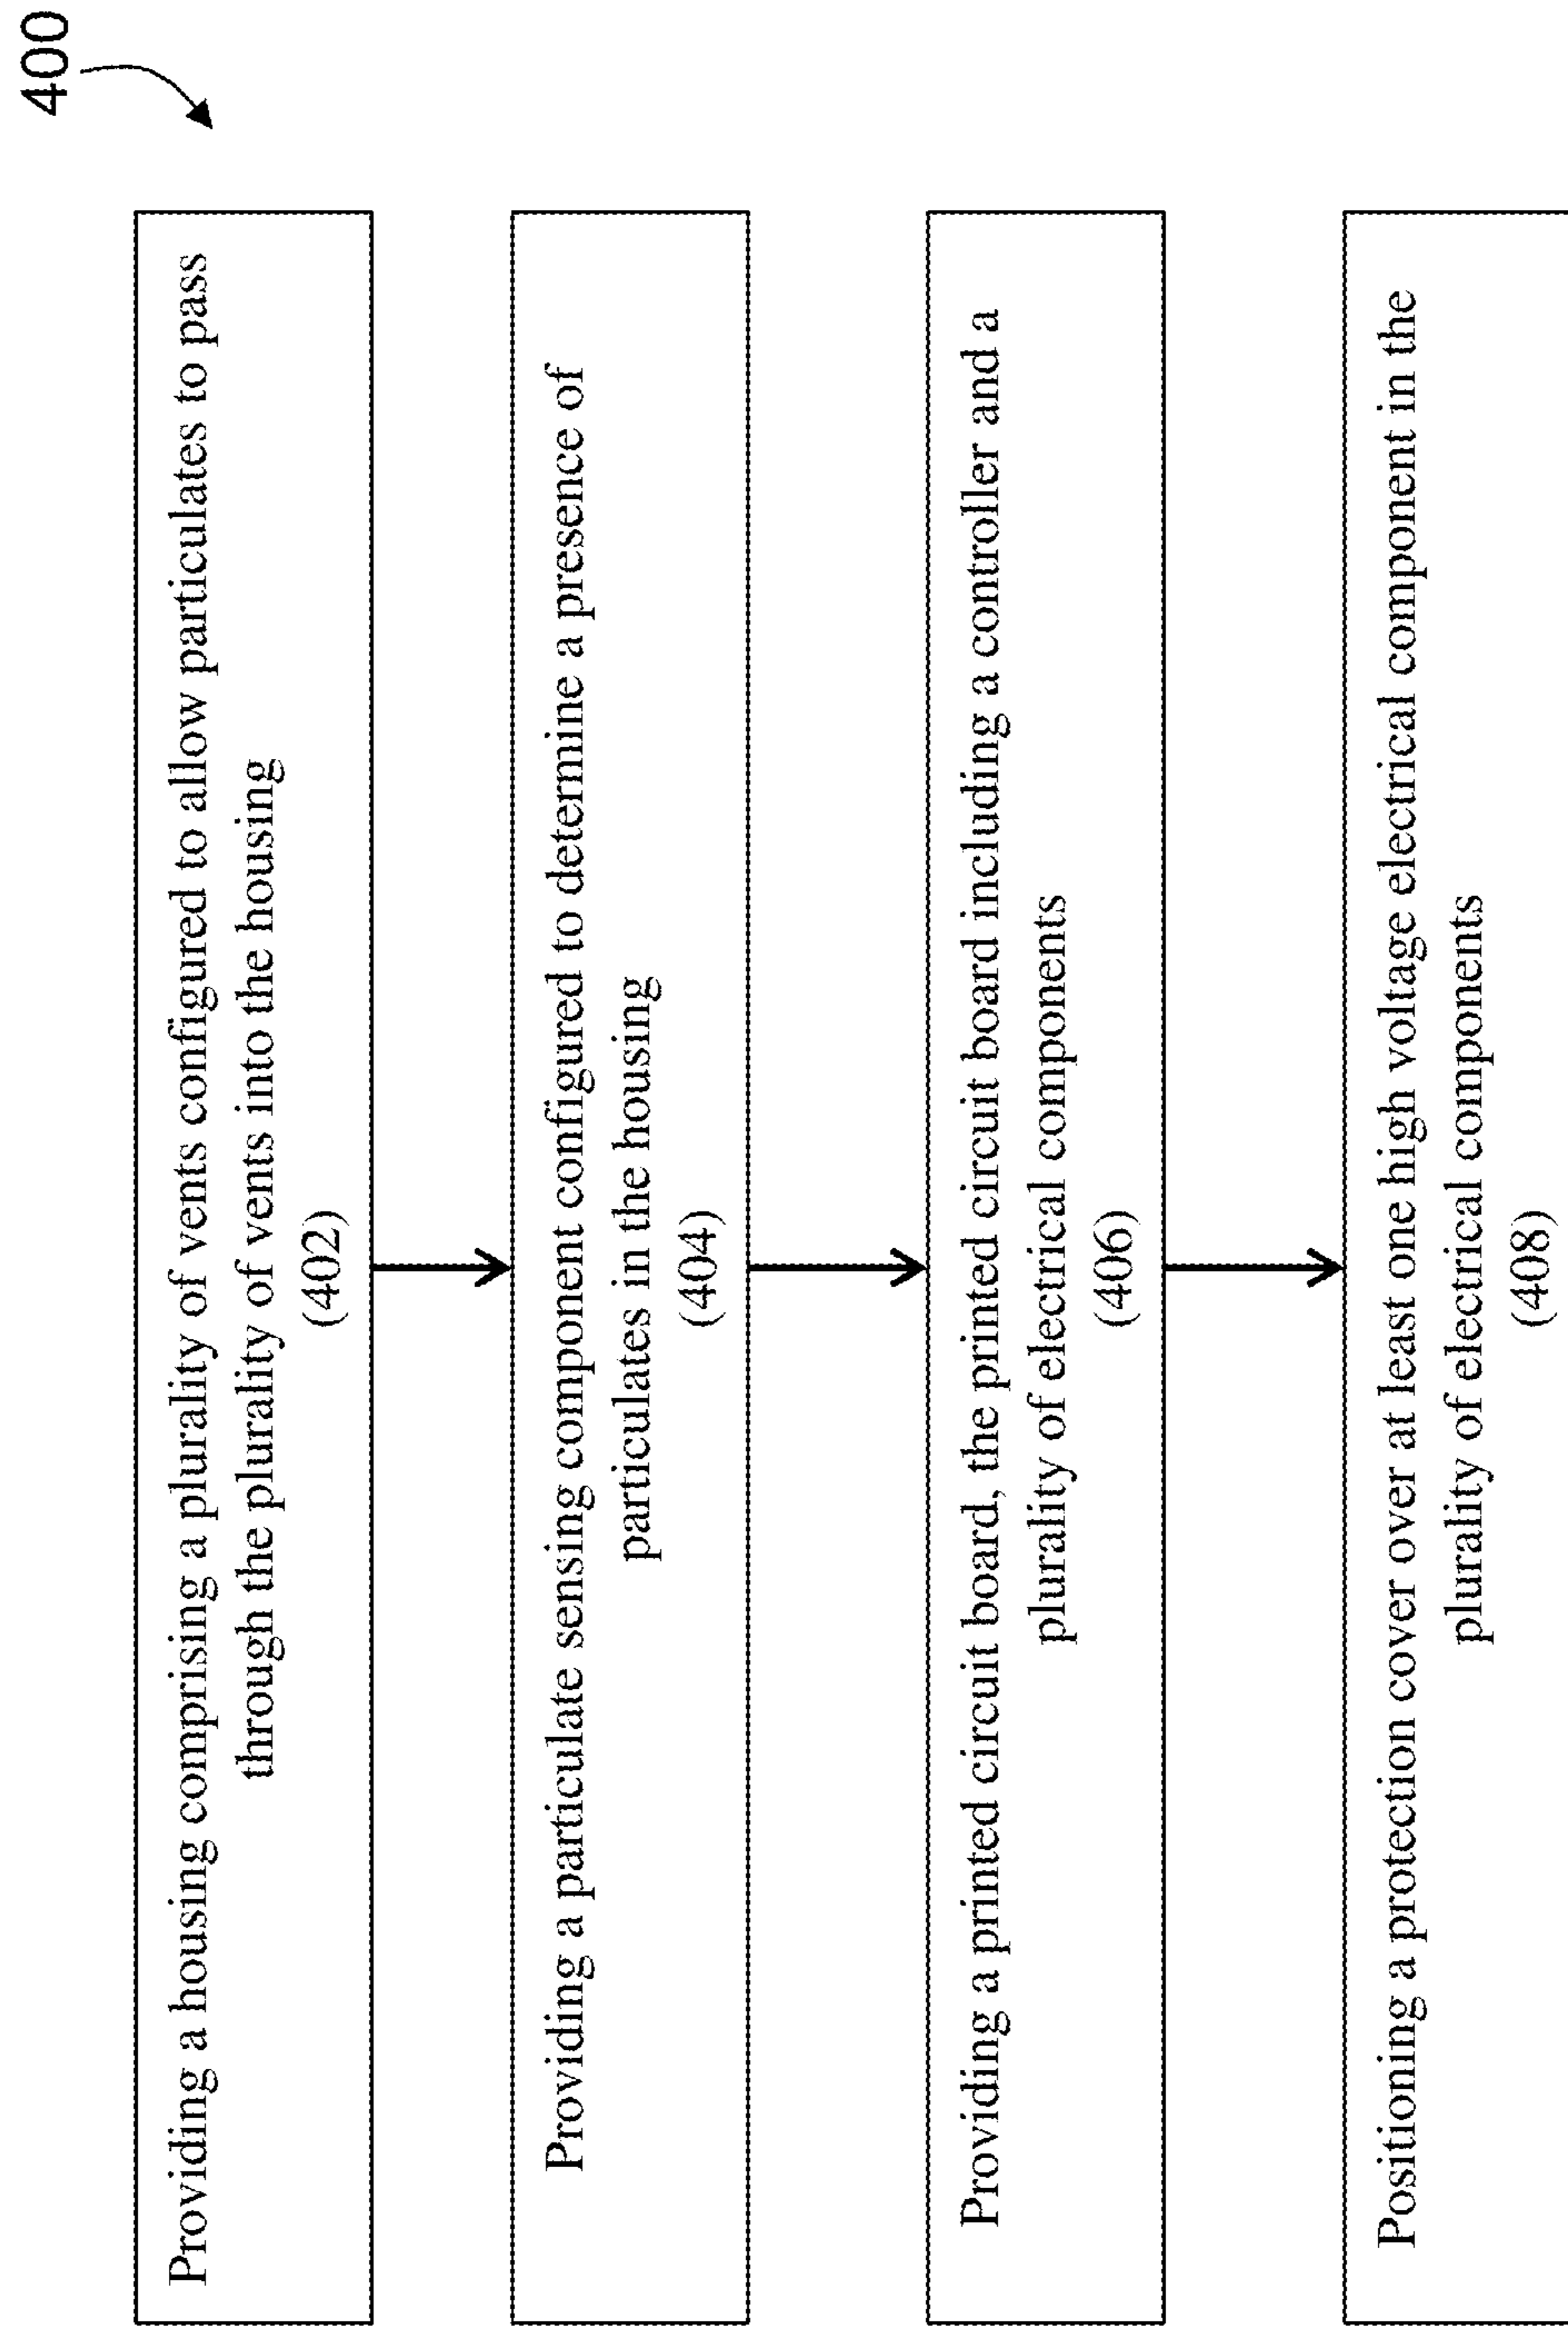 400
Providing a housing comprising a plurality of vents configured to allow particulates to pass
through the plurality of vents into the housing
(402)
Providing a particulate sensing component configured to determine a presence of
particulates in the housing
(404)
Providing a printed circuit board, the printed circuit board including a controller and a
plurality of electrical components
(406)
Positioning a protection cover over at least one high voltage electrical component in the
plurality of electrical components
(408)